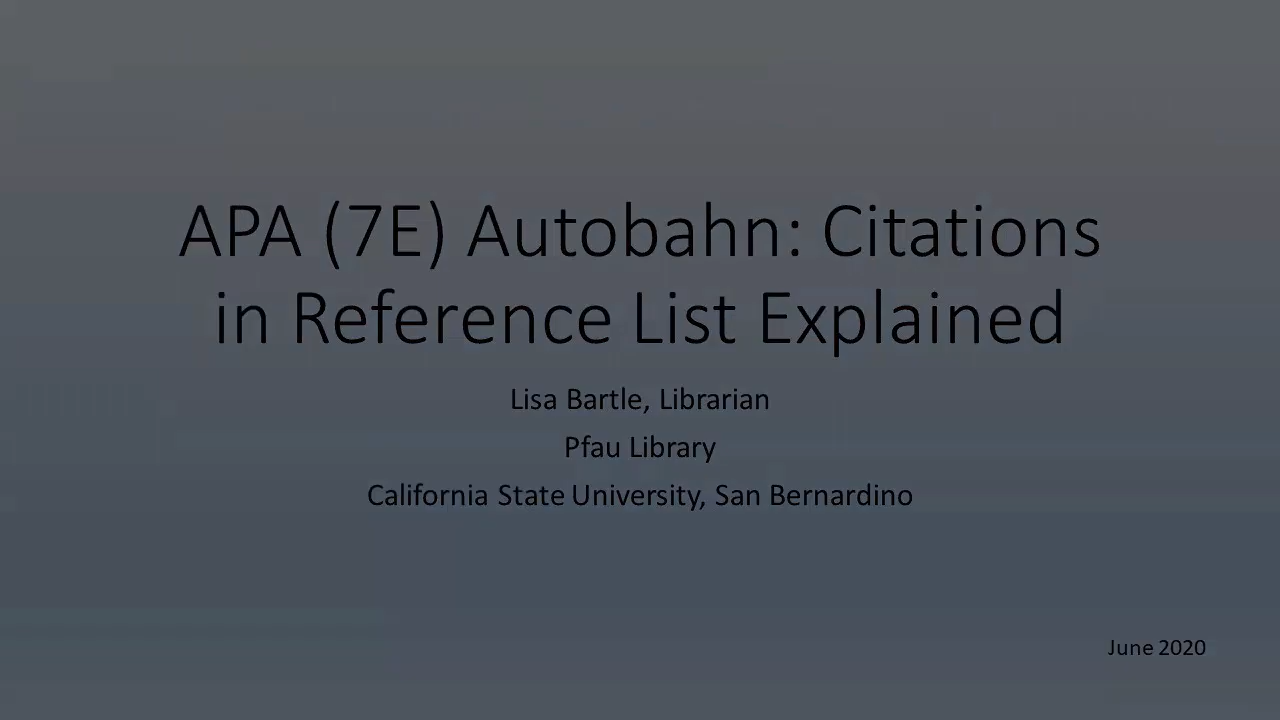 APA (7E) Autobahn: Citations
in Reference List Explained
Lisa Bartle, Librarian
Pfau Library
California State University, San Bernardino
June 2020